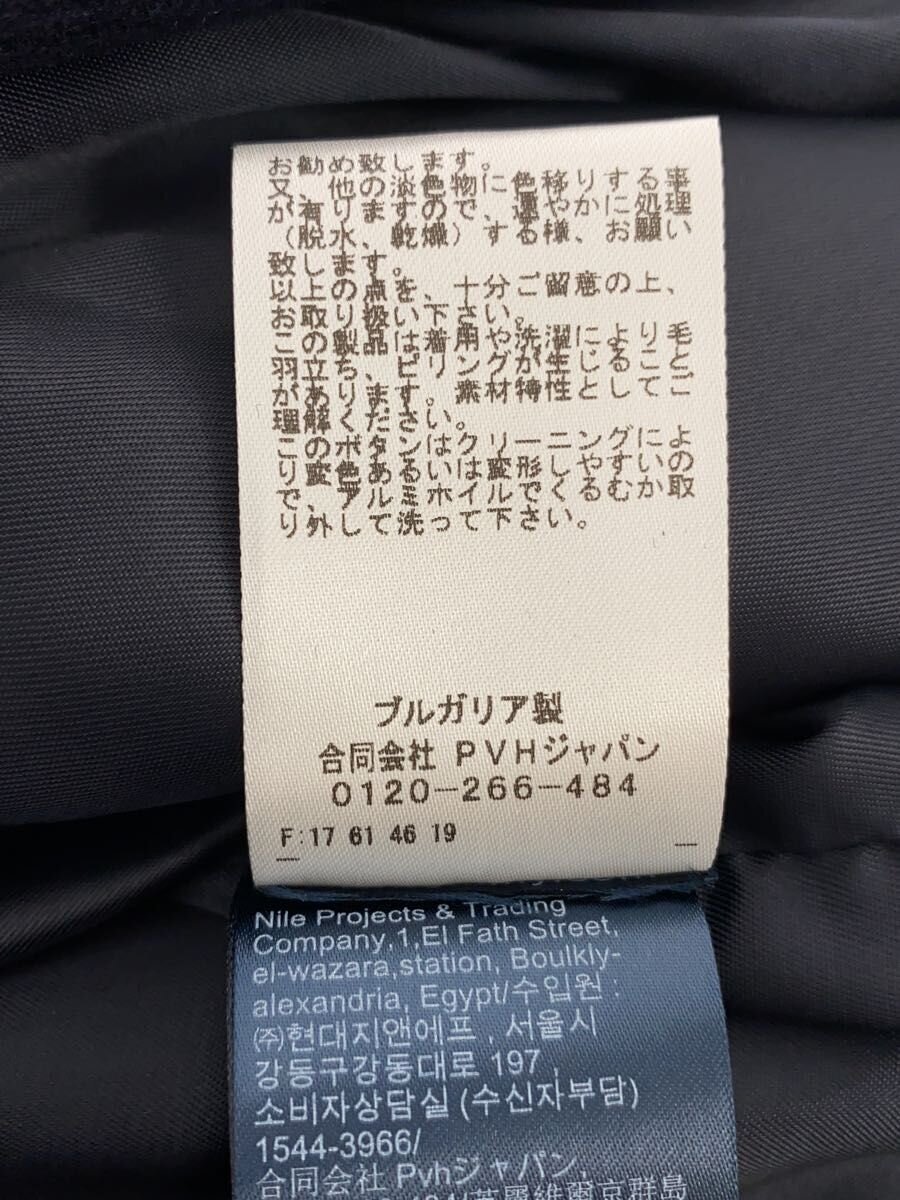 お勧め致します。
又、他の淡色物に色移りする事
が有りますので、速やかに処理
(脱水、乾燥)する様、お願い
致します。
以上の点を、十分ご留意の上、
お取り扱い下さい。
この製品は着用や洗濯により毛
羽立ち、ピリングが生じること
があります。素材特性としてご
理解ください。
このボタンはクリーニングによ
り変色あるいは変形しやすいの
で、アルミホイルでくるむか取
り外して洗って下さい。
ブルガリア製
合同会社 PVHジャパン
0120-266-484
F:17 61 46 19
Nile Projects & Trading
Company,1,El Fath Street,
el-wazara,station, Boulkly-
alexandria, Egypt/수입원 :
㈜현대지앤에프 , 서울시
강동구강동대로 197 ,
소비자상담실 (수신자부담)
1544-3966/
合同会社 Pvhジャパン,